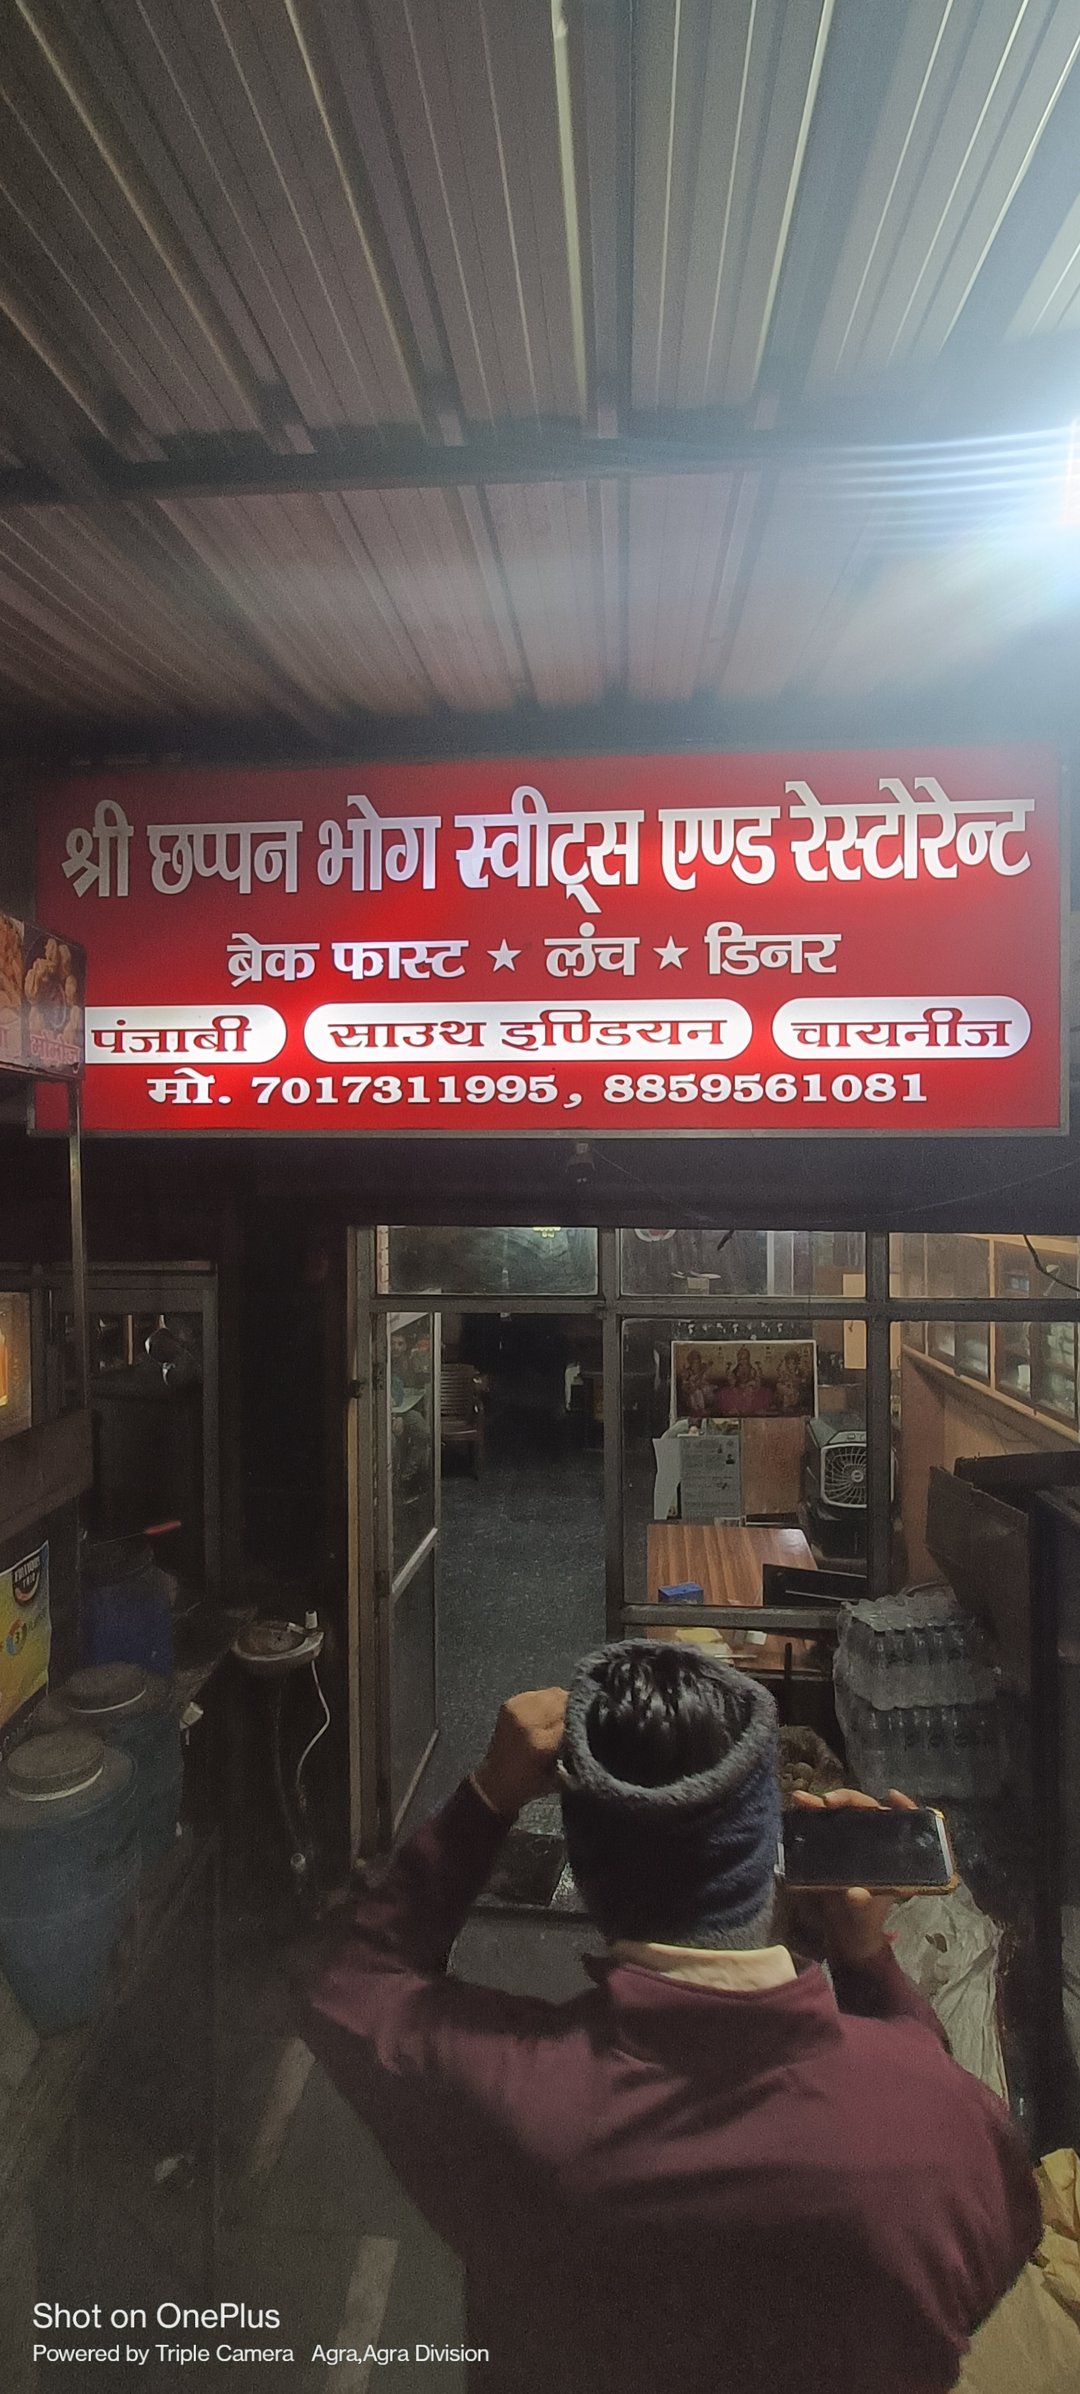 श्री छप्पन भोग स्वीट्स एण्ड रेस्टोरेन्ट
ब्रेक फास्ट ★ लंच ★ डिनर
पंजाबी साउथ इण्डियन चायनीज
मो. 7017311995, 8859561081
Shot on OnePlus
Powered by Triple Camera Agra,Agra Division